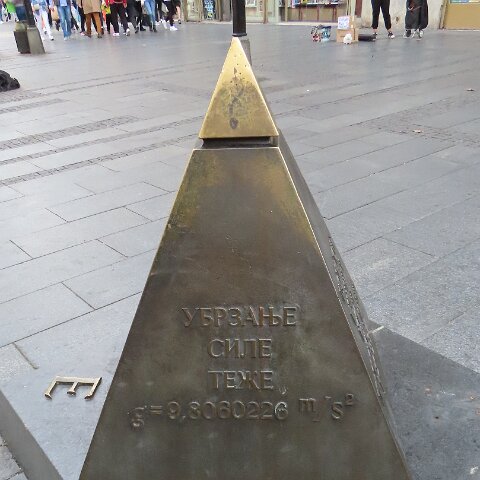 УБРЗАЊЕ
СИЛЕ
ТЕЖЕ
g = 9,8060226 m/s²
E